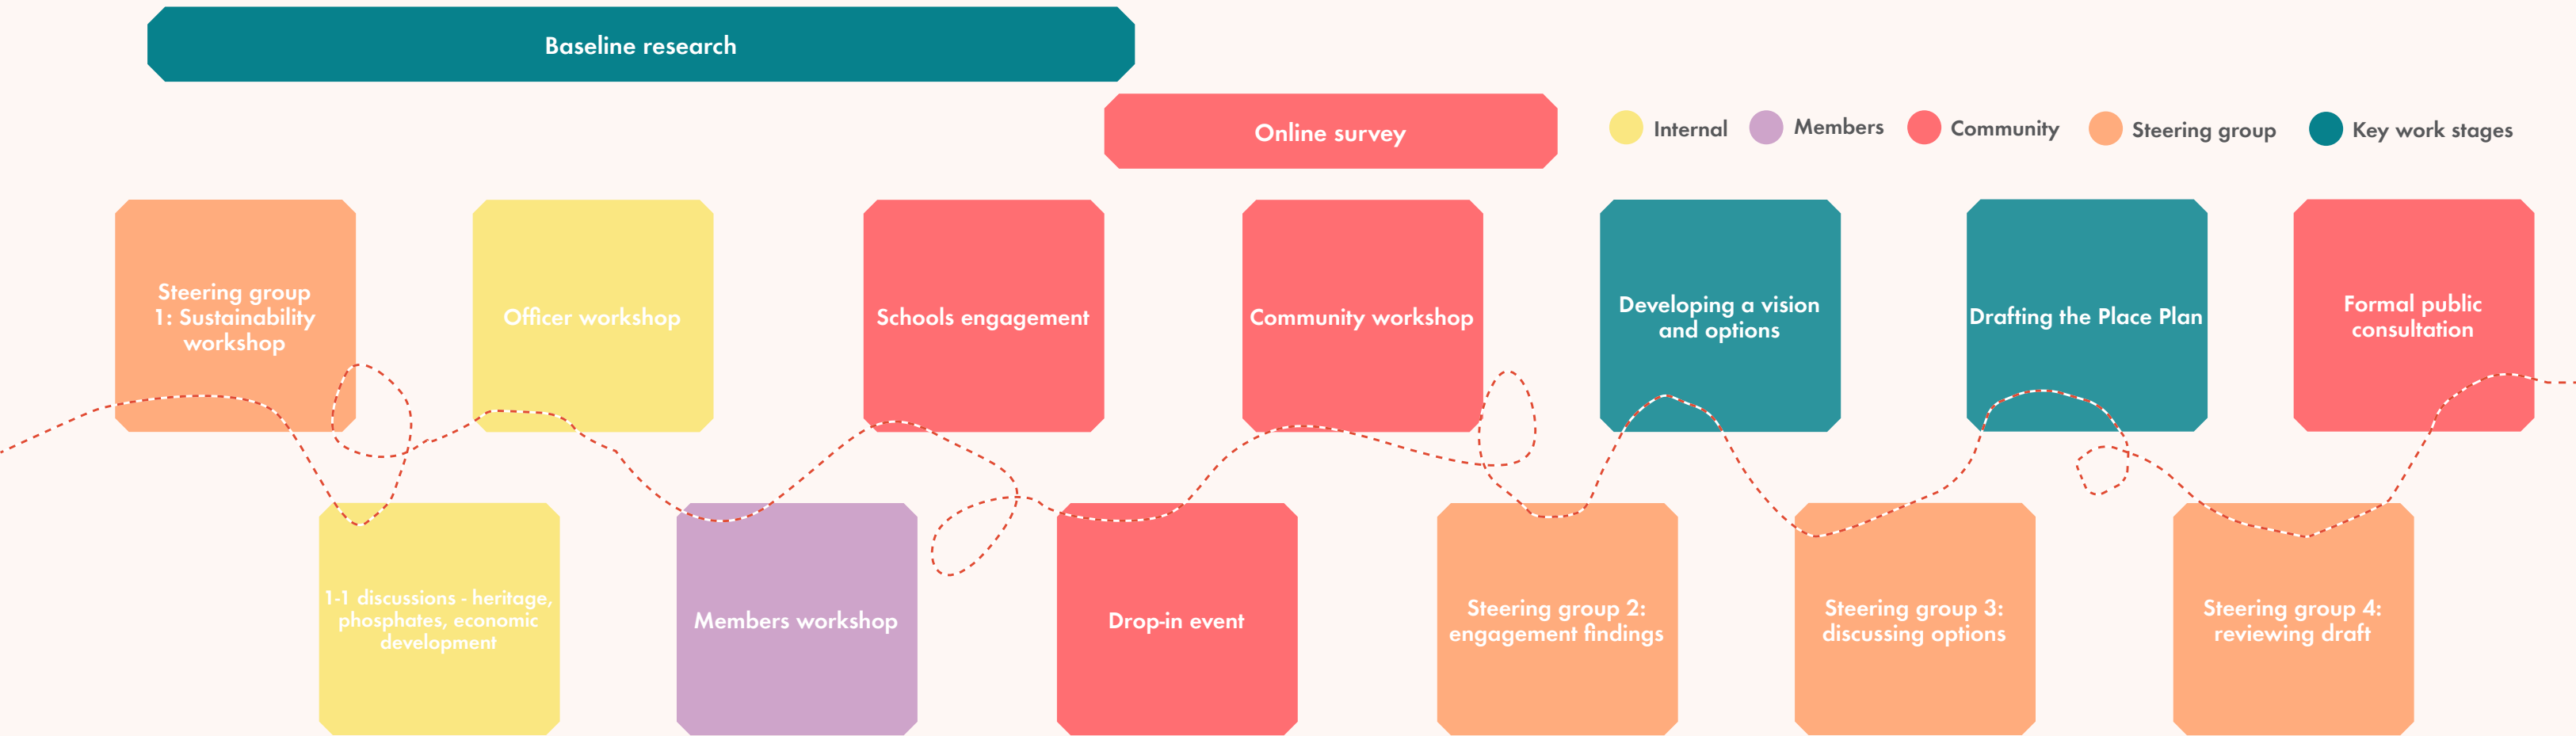 Baseline research
Online survey
Internal
Members
Community
Steering group
Key work stages
Steering group
1: Sustainability
workshop
Officer workshop
Schools engagement
Community workshop
Developing a vision
and options
Drafting the Place Plan
Formal public
consultation
1-1 discussions - heritage,
phosphates, economic
development
Members workshop
Drop-in event
Steering group 2:
engagement findings
Steering group 3:
discussing options
Steering group 4:
reviewing draft